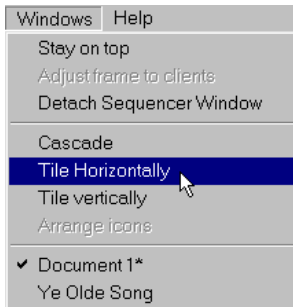 Windows Help
Stay on top
Adjust frame to clients
Detach Sequencer Window
Cascade
Tile Horizontally
Tile vertically
Arrange icons
✔ Document 1*
Ye Olde Song